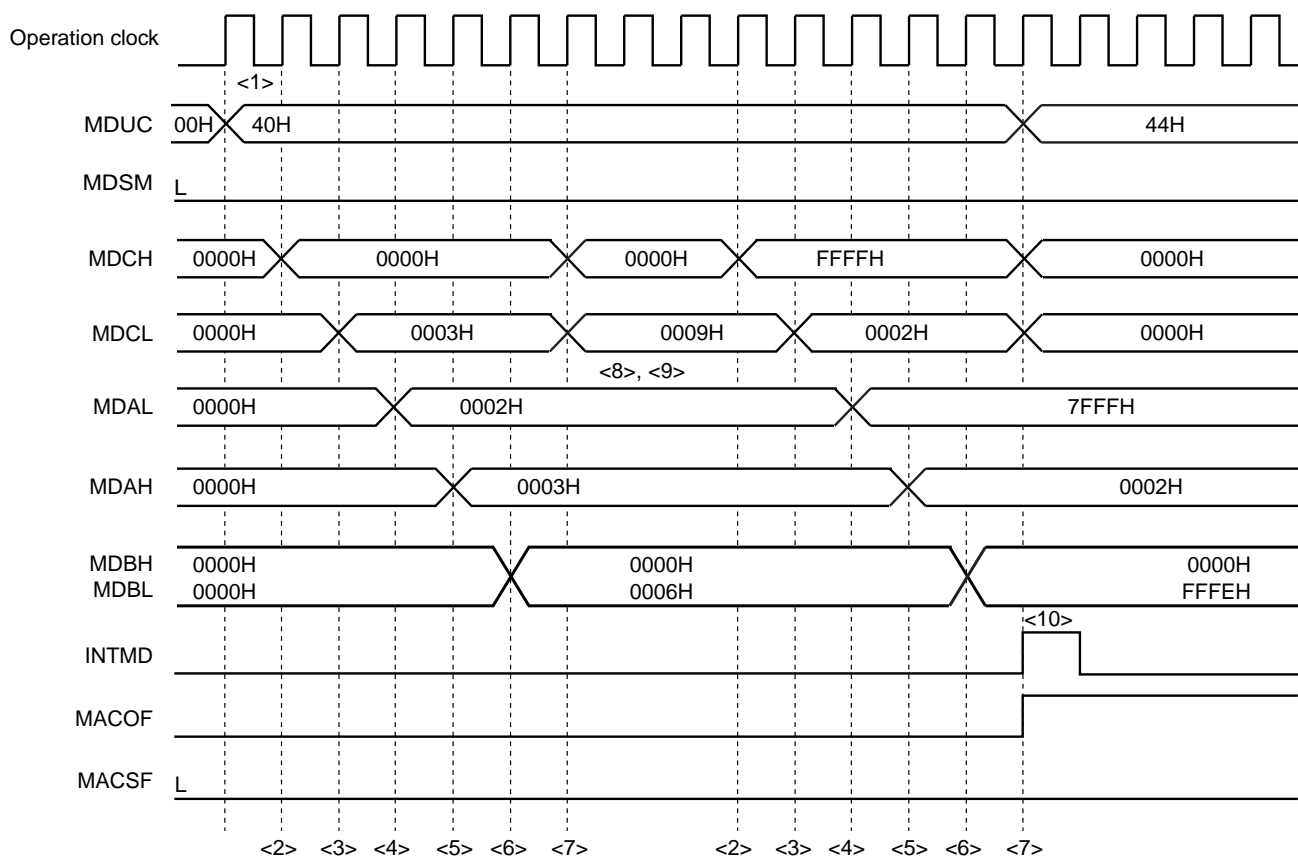 Operation clock
<1>
MDUC 00H 40H 44H
MDSM L
MDCH 0000H 0000H 0000H FFFFH 0000H
MDCL 0000H 0003H 0009H 0002H 0000H
<8>, <9>
MDAL 0000H 0002H 7FFFH
MDAH 0000H 0003H 0002H
MDBH 0000H 0000H 0000H
MDBL 0000H 0006H FFFEH
<10>
INTMD
MACOF
MACSF L
<2> <3> <4> <5> <6> <7> <2> <3> <4> <5> <6> <7>